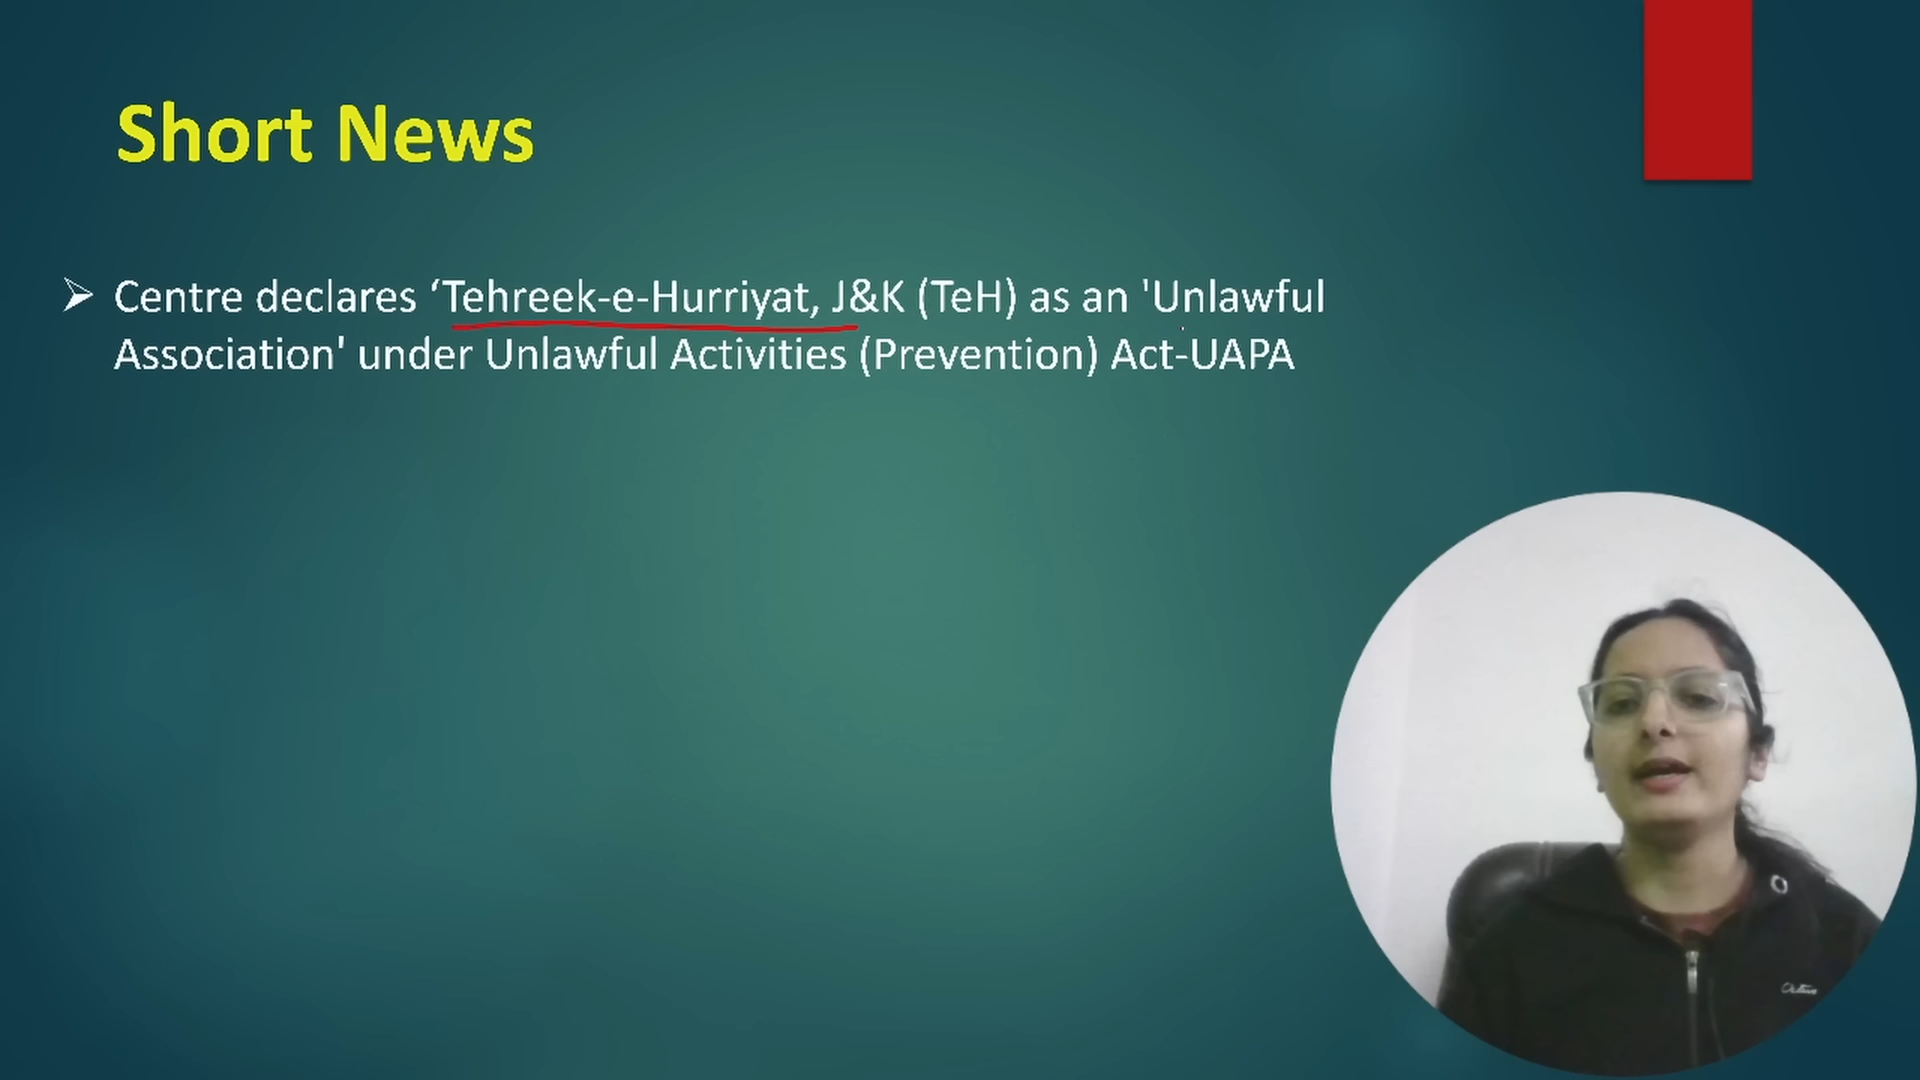 Short News
Centre declares ‘Tehreek-e-Hurriyat, J&K (TeH) as an 'Unlawful
Association' under Unlawful Activities (Prevention) Act-UAPA